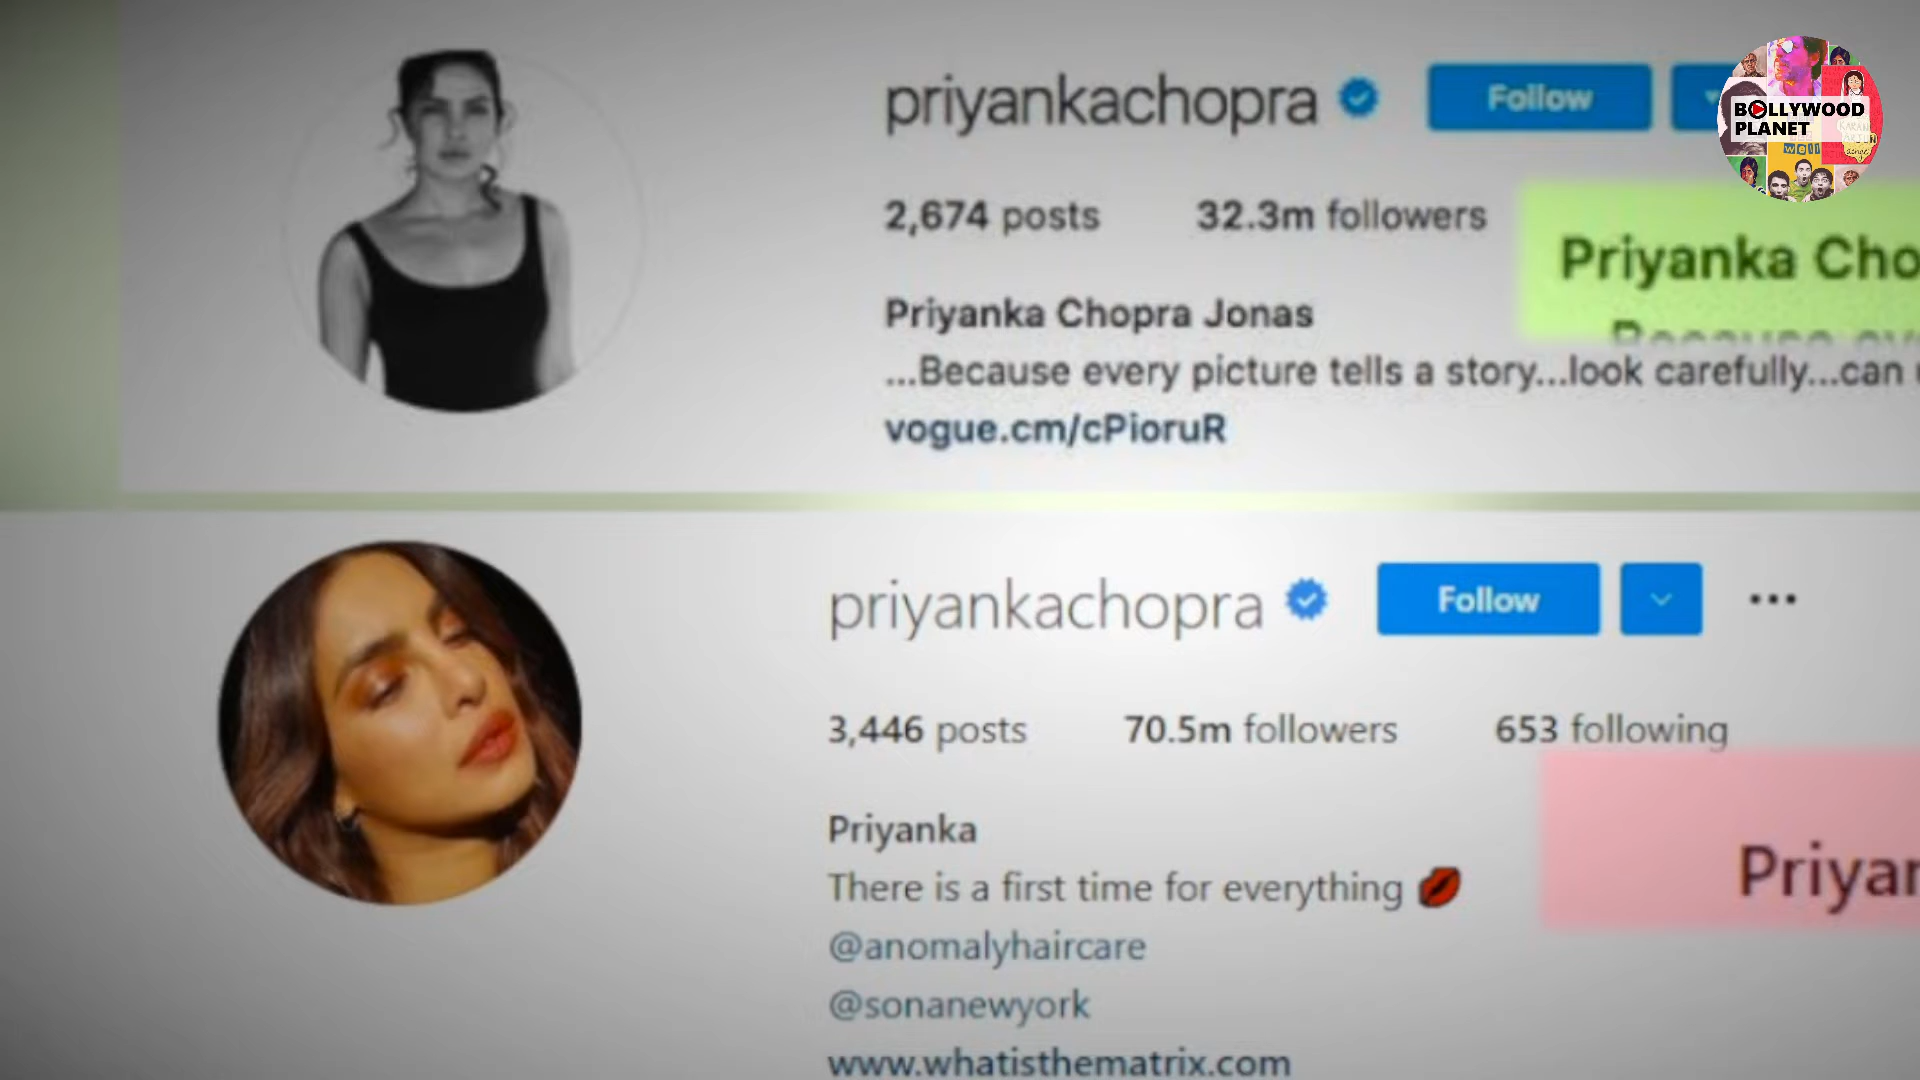 priyankachopra
Follow
BOLLYWOOD
PLANET
well
2,674 posts 32.3m followers
Priyanka Cho
Priyanka Chopra Jonas
...Because every picture tells a story...look carefully...can
vogue.cm/cPioruR
priyankachopra
Follow
3,446 posts 70.5m followers 653 following
Priyanka
Priyan
There is a first time for everything 💋
@anomalyhaircare
@sonanewyork
www.whatisthematrix.com